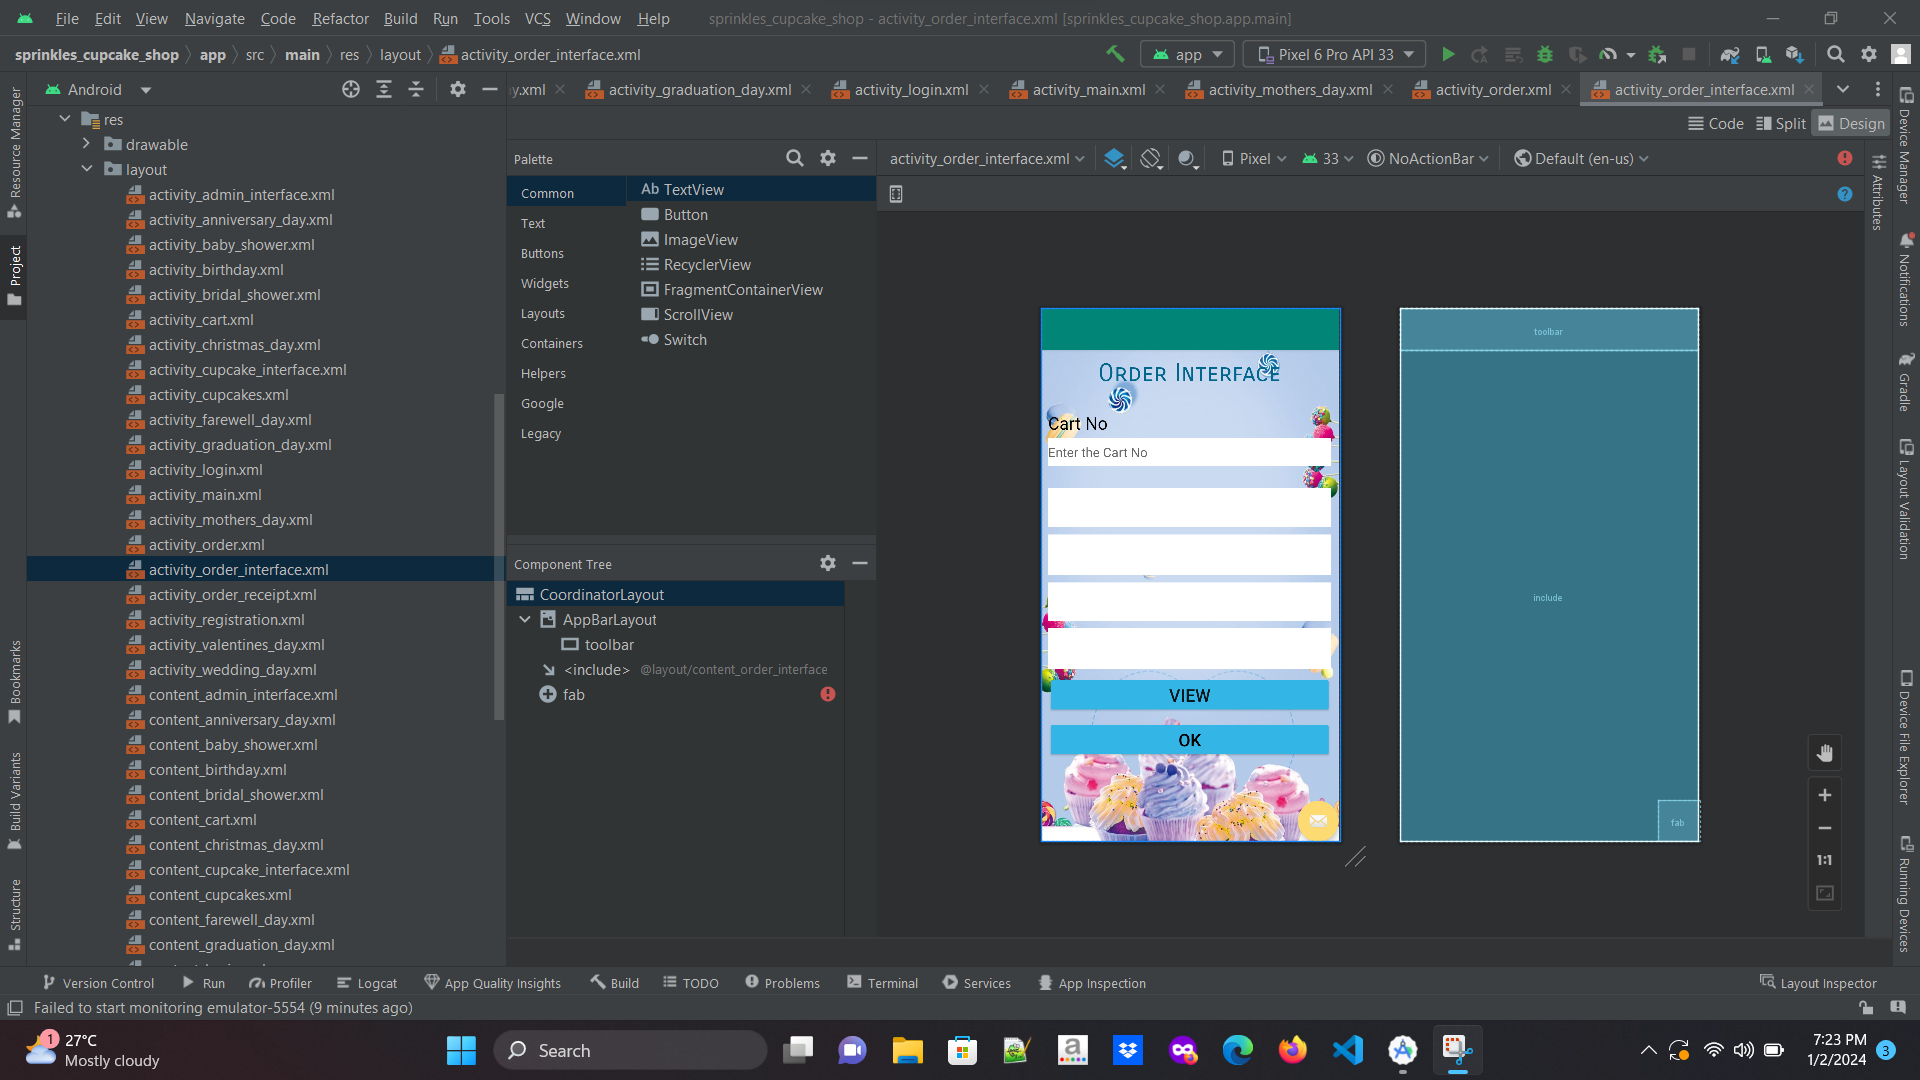 File Edit View Navigate Code Refactor Build Run Tools VCS Window Help sprinkles_cupcake_shop - activity_order_interface.xml [sprinkles_cupcake_shop.app.main]
sprinkles_cupcake_shop app src main res layout activity_order_interface.xml app Pixel 6 Pro API 33
Android
y.xml activity_graduation_day.xml activity_login.xml activity_main.xml activity_mothers_day.xml activity_order.xml activity_order_interface.xml
Code Split Design
Resource Manager
Project
Bookmarks
Build Variants
Structure
res
drawable
layout
activity_admin_interface.xml
activity_anniversary_day.xml
activity_baby_shower.xml
activity_birthday.xml
activity_bridal_shower.xml
activity_cart.xml
activity_christmas_day.xml
activity_cupcake_interface.xml
activity_cupcakes.xml
activity_farewell_day.xml
activity_graduation_day.xml
activity_login.xml
activity_main.xml
activity_mothers_day.xml
activity_order.xml
activity_order_interface.xml
activity_order_receipt.xml
activity_registration.xml
activity_valentines_day.xml
activity_wedding_day.xml
content_admin_interface.xml
content_anniversary_day.xml
content_baby_shower.xml
content_birthday.xml
content_bridal_shower.xml
content_cart.xml
content_christmas_day.xml
content_cupcake_interface.xml
content_cupcakes.xml
content_farewell_day.xml
content_graduation_day.xml
Palette
Common
Text
Buttons
Widgets
Layouts
Containers
Helpers
Google
Legacy
Ab TextView
Button
ImageView
RecyclerView
FragmentContainerView
ScrollView
Switch
Component Tree
CoordinatorLayout
AppBarLayout
toolbar
<include> @layout/content_order_interface
fab
activity_order_interface.xml Pixel 33 NoActionBar Default (en-us)
Order Interface
Cart No
Enter the Cart No
VIEW
OK
toolbar
include
fab
1:1
Attributes
Device Manager
Notifications
Gradle
Layout Validation
Device File Explorer
Running Devices
Version Control Run Profiler Logcat App Quality Insights Build TODO Problems Terminal Services App Inspection Layout Inspector
Failed to start monitoring emulator-5554 (9 minutes ago)
1
27°C
Mostly cloudy
Search
7:23 PM
1/2/2024
3